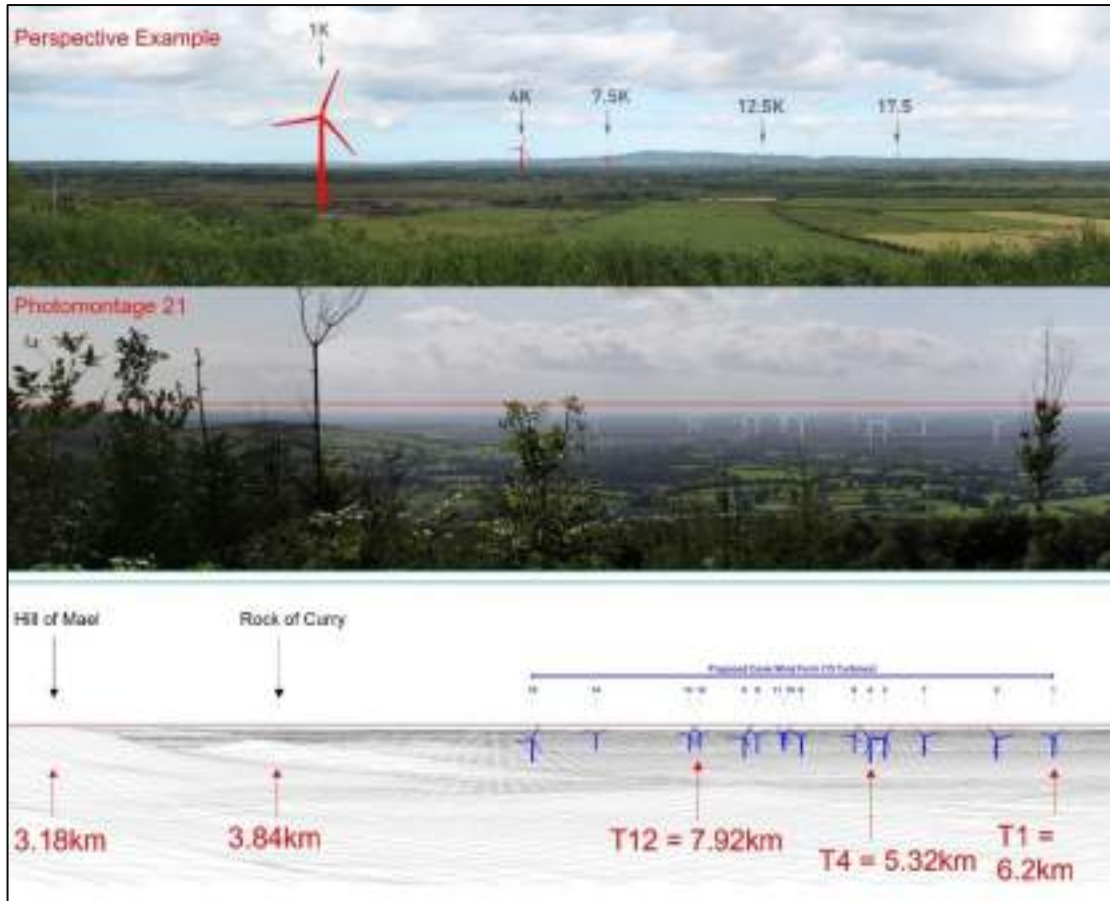 Perspective Example
1K
4K
7.5K
12.5K
17.5
Photomontage 21
Hill of Mael
Rock of Curry
3.18km
3.84km
T12 = 7.92km
T4 = 5.32km
T1 =
6.2km